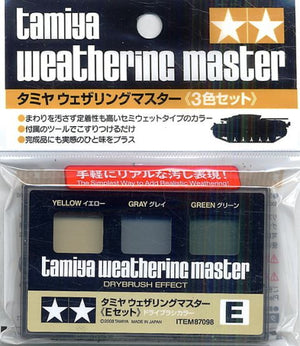 tamiya
weathering master
タミヤ ウェザリングマスター〈3色セット〉
●まわりを汚さず定着性も高いセミウェットタイプのカラー
●付属のツールでこすりつけるだけ
●完成品にも実感のひと味をプラス
手軽にリアルな汚し表現!
The Simplest Way to Add Realistic Weathering!
YELLOW イエロー GRAY グレイ GREEN グリーン
tamiya weathering master
DRYBRUSH EFFECT
タミヤ ウェザリングマスター
〈Eセット〉ドライブラシカラー
E
©2008 TAMIYA MADE IN JAPAN ITEM 87098